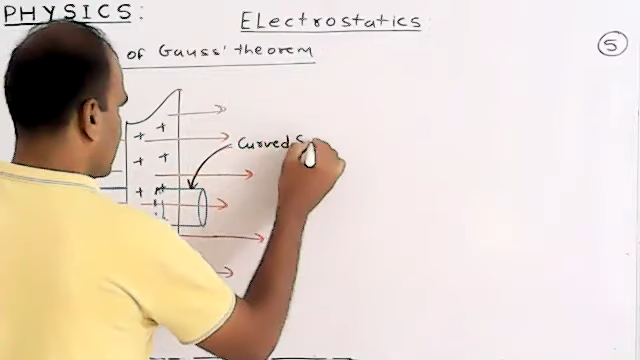 PHYSICS:
Electrostatics
5
of Gauss' theorem
Curved S
+ +
+ +
+ +